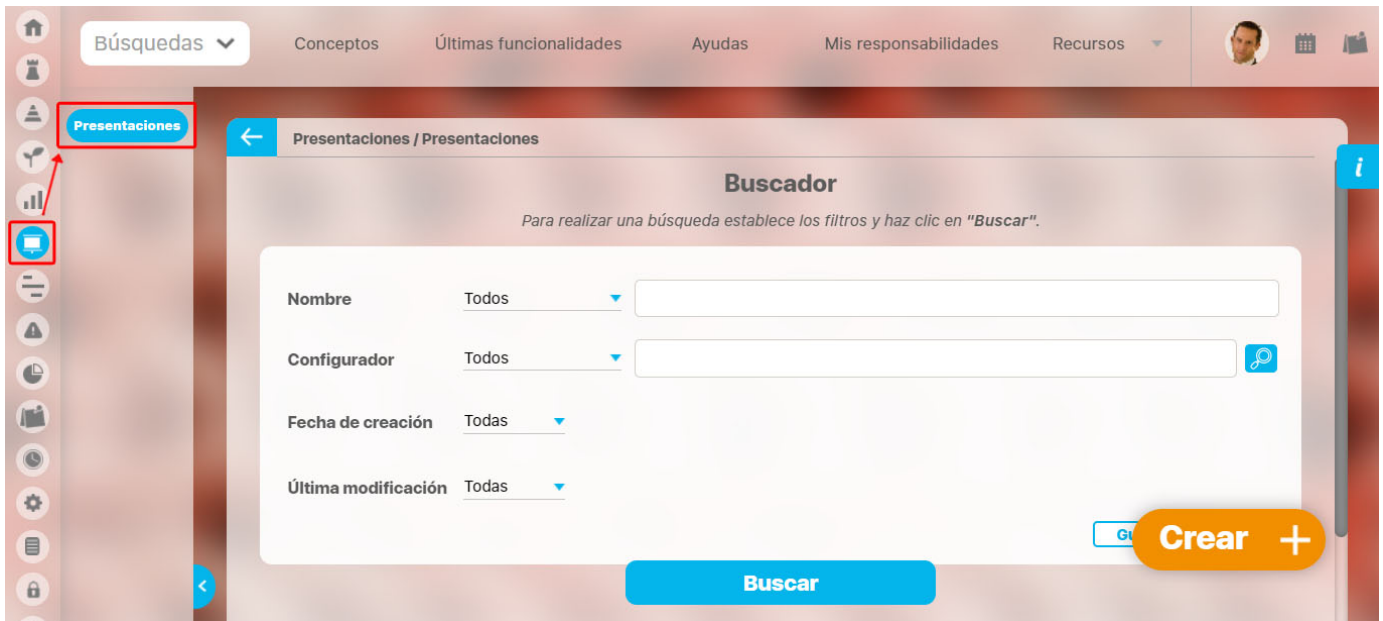 Búsquedas
Conceptos
Últimas funcionalidades
Ayudas
Mis responsabilidades
Recursos
Presentaciones
Presentaciones / Presentaciones
i
Buscador
Para realizar una búsqueda establece los filtros y haz clic en "Buscar".
Nombre Todos
Configurador Todos
Fecha de creación Todas
Última modificación Todas
Crear +
Buscar